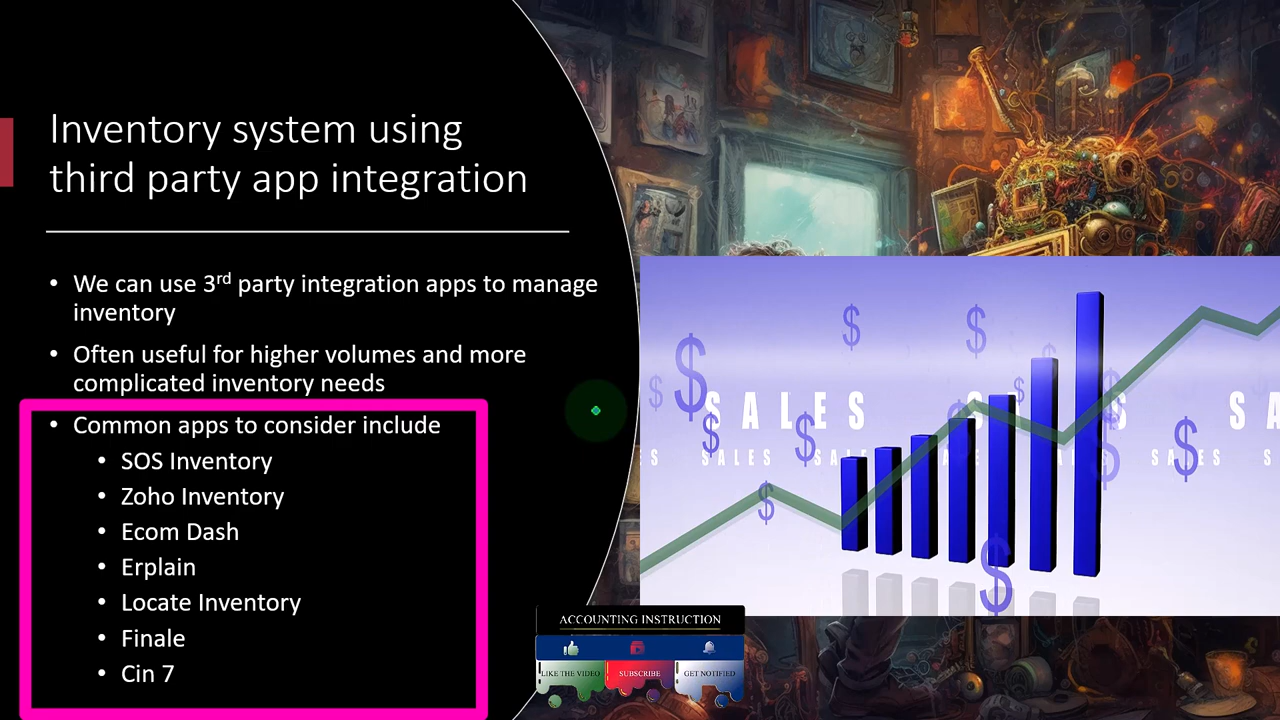 Inventory system using
third party app integration
• We can use 3rd party integration apps to manage
inventory
• Often useful for higher volumes and more
complicated inventory needs
• Common apps to consider include
• SOS Inventory
• Zoho Inventory
• Ecom Dash
• Erplain
• Locate Inventory
• Finale
• Cin 7
$ $ $ $ $ $ $ $ $ $
SALES
SALES SALES
ACCOUNTING INSTRUCTION
LIKE THE VIDEO SUBSCRIBE GET NOTIFIED